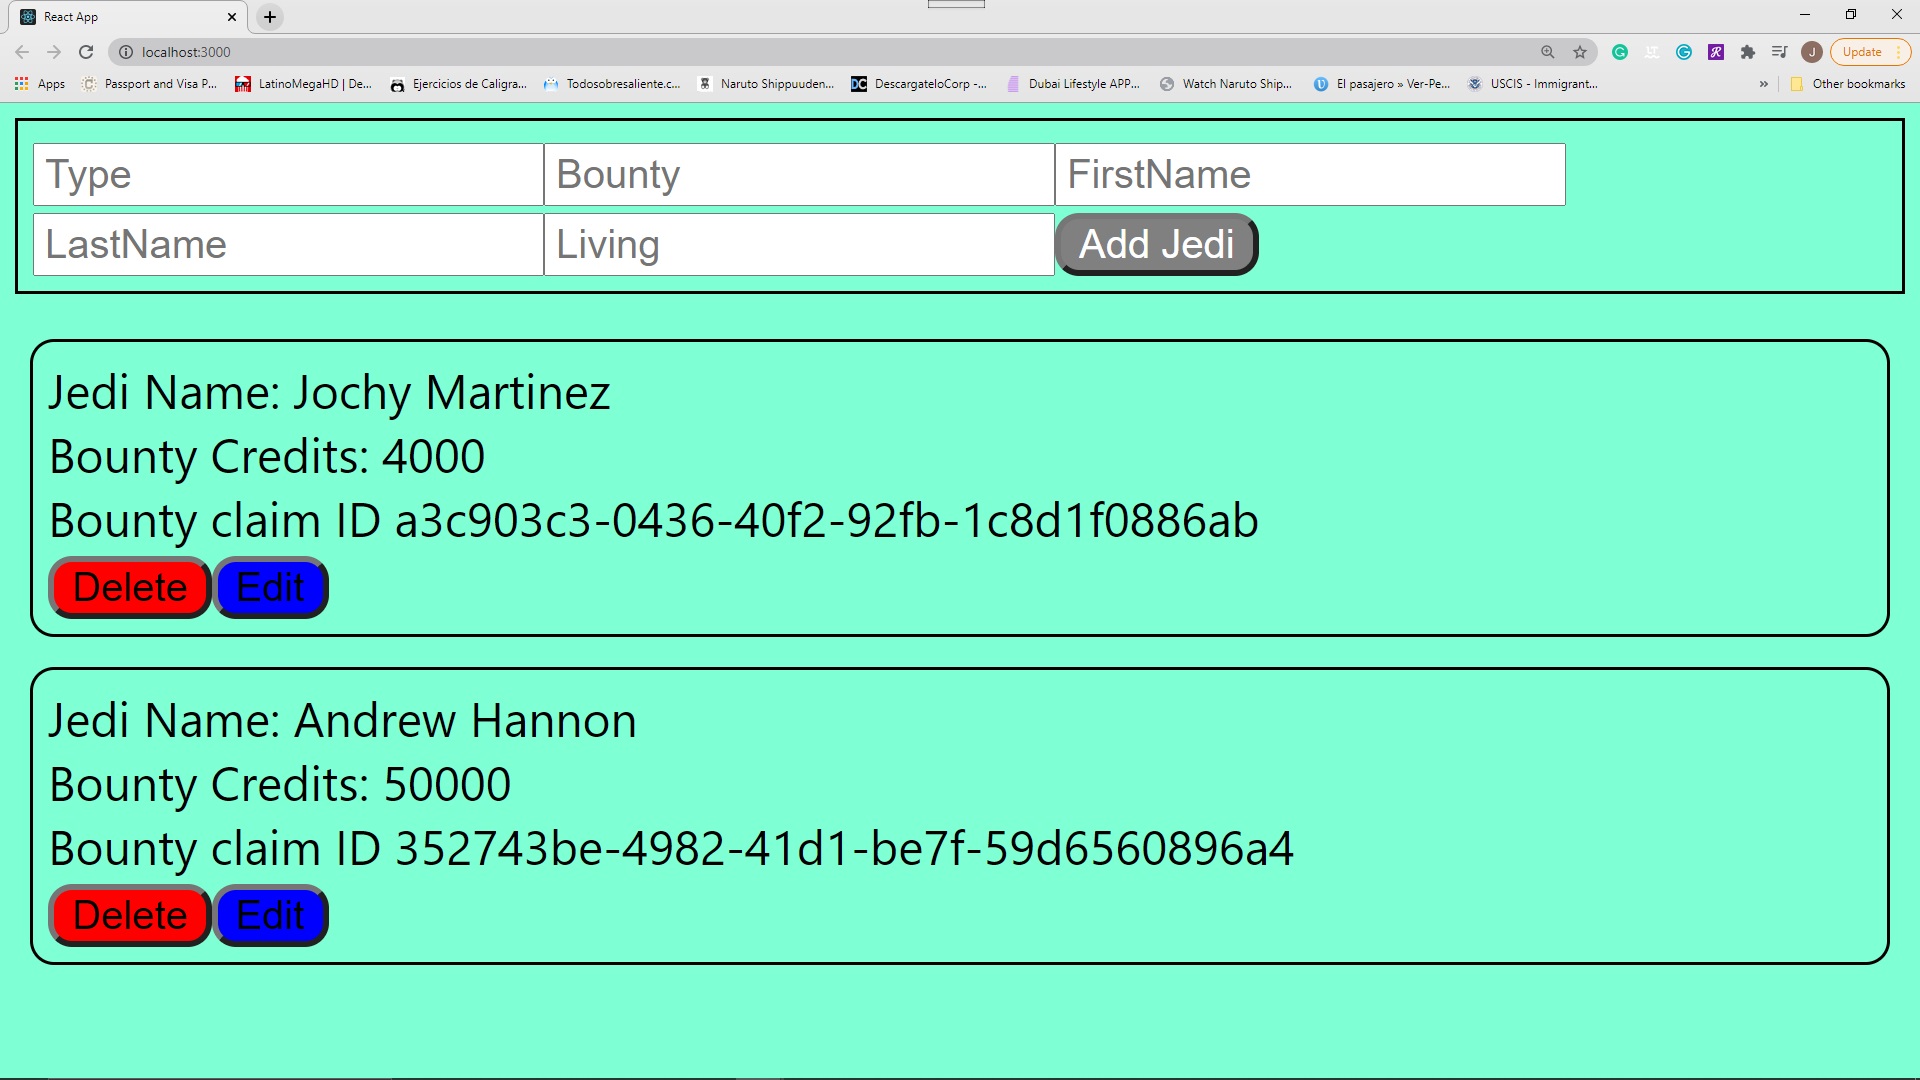 React App
localhost:3000
Update
Apps Passport and Visa P... LatinoMegaHD | De... Ejercicios de Caligra... Todosobresaliente.c... Naruto Shippuuden... DescargateloCorp -... Dubai Lifestyle APP... Watch Naruto Ship... El pasajero » Ver-Pe... USCIS - Immigrant... » Other bookmarks
Type Bounty FirstName
LastName Living Add Jedi
Jedi Name: Jochy Martinez
Bounty Credits: 4000
Bounty claim ID a3c903c3-0436-40f2-92fb-1c8d1f0886ab
Delete Edit
Jedi Name: Andrew Hannon
Bounty Credits: 50000
Bounty claim ID 352743be-4982-41d1-be7f-59d6560896a4
Delete Edit